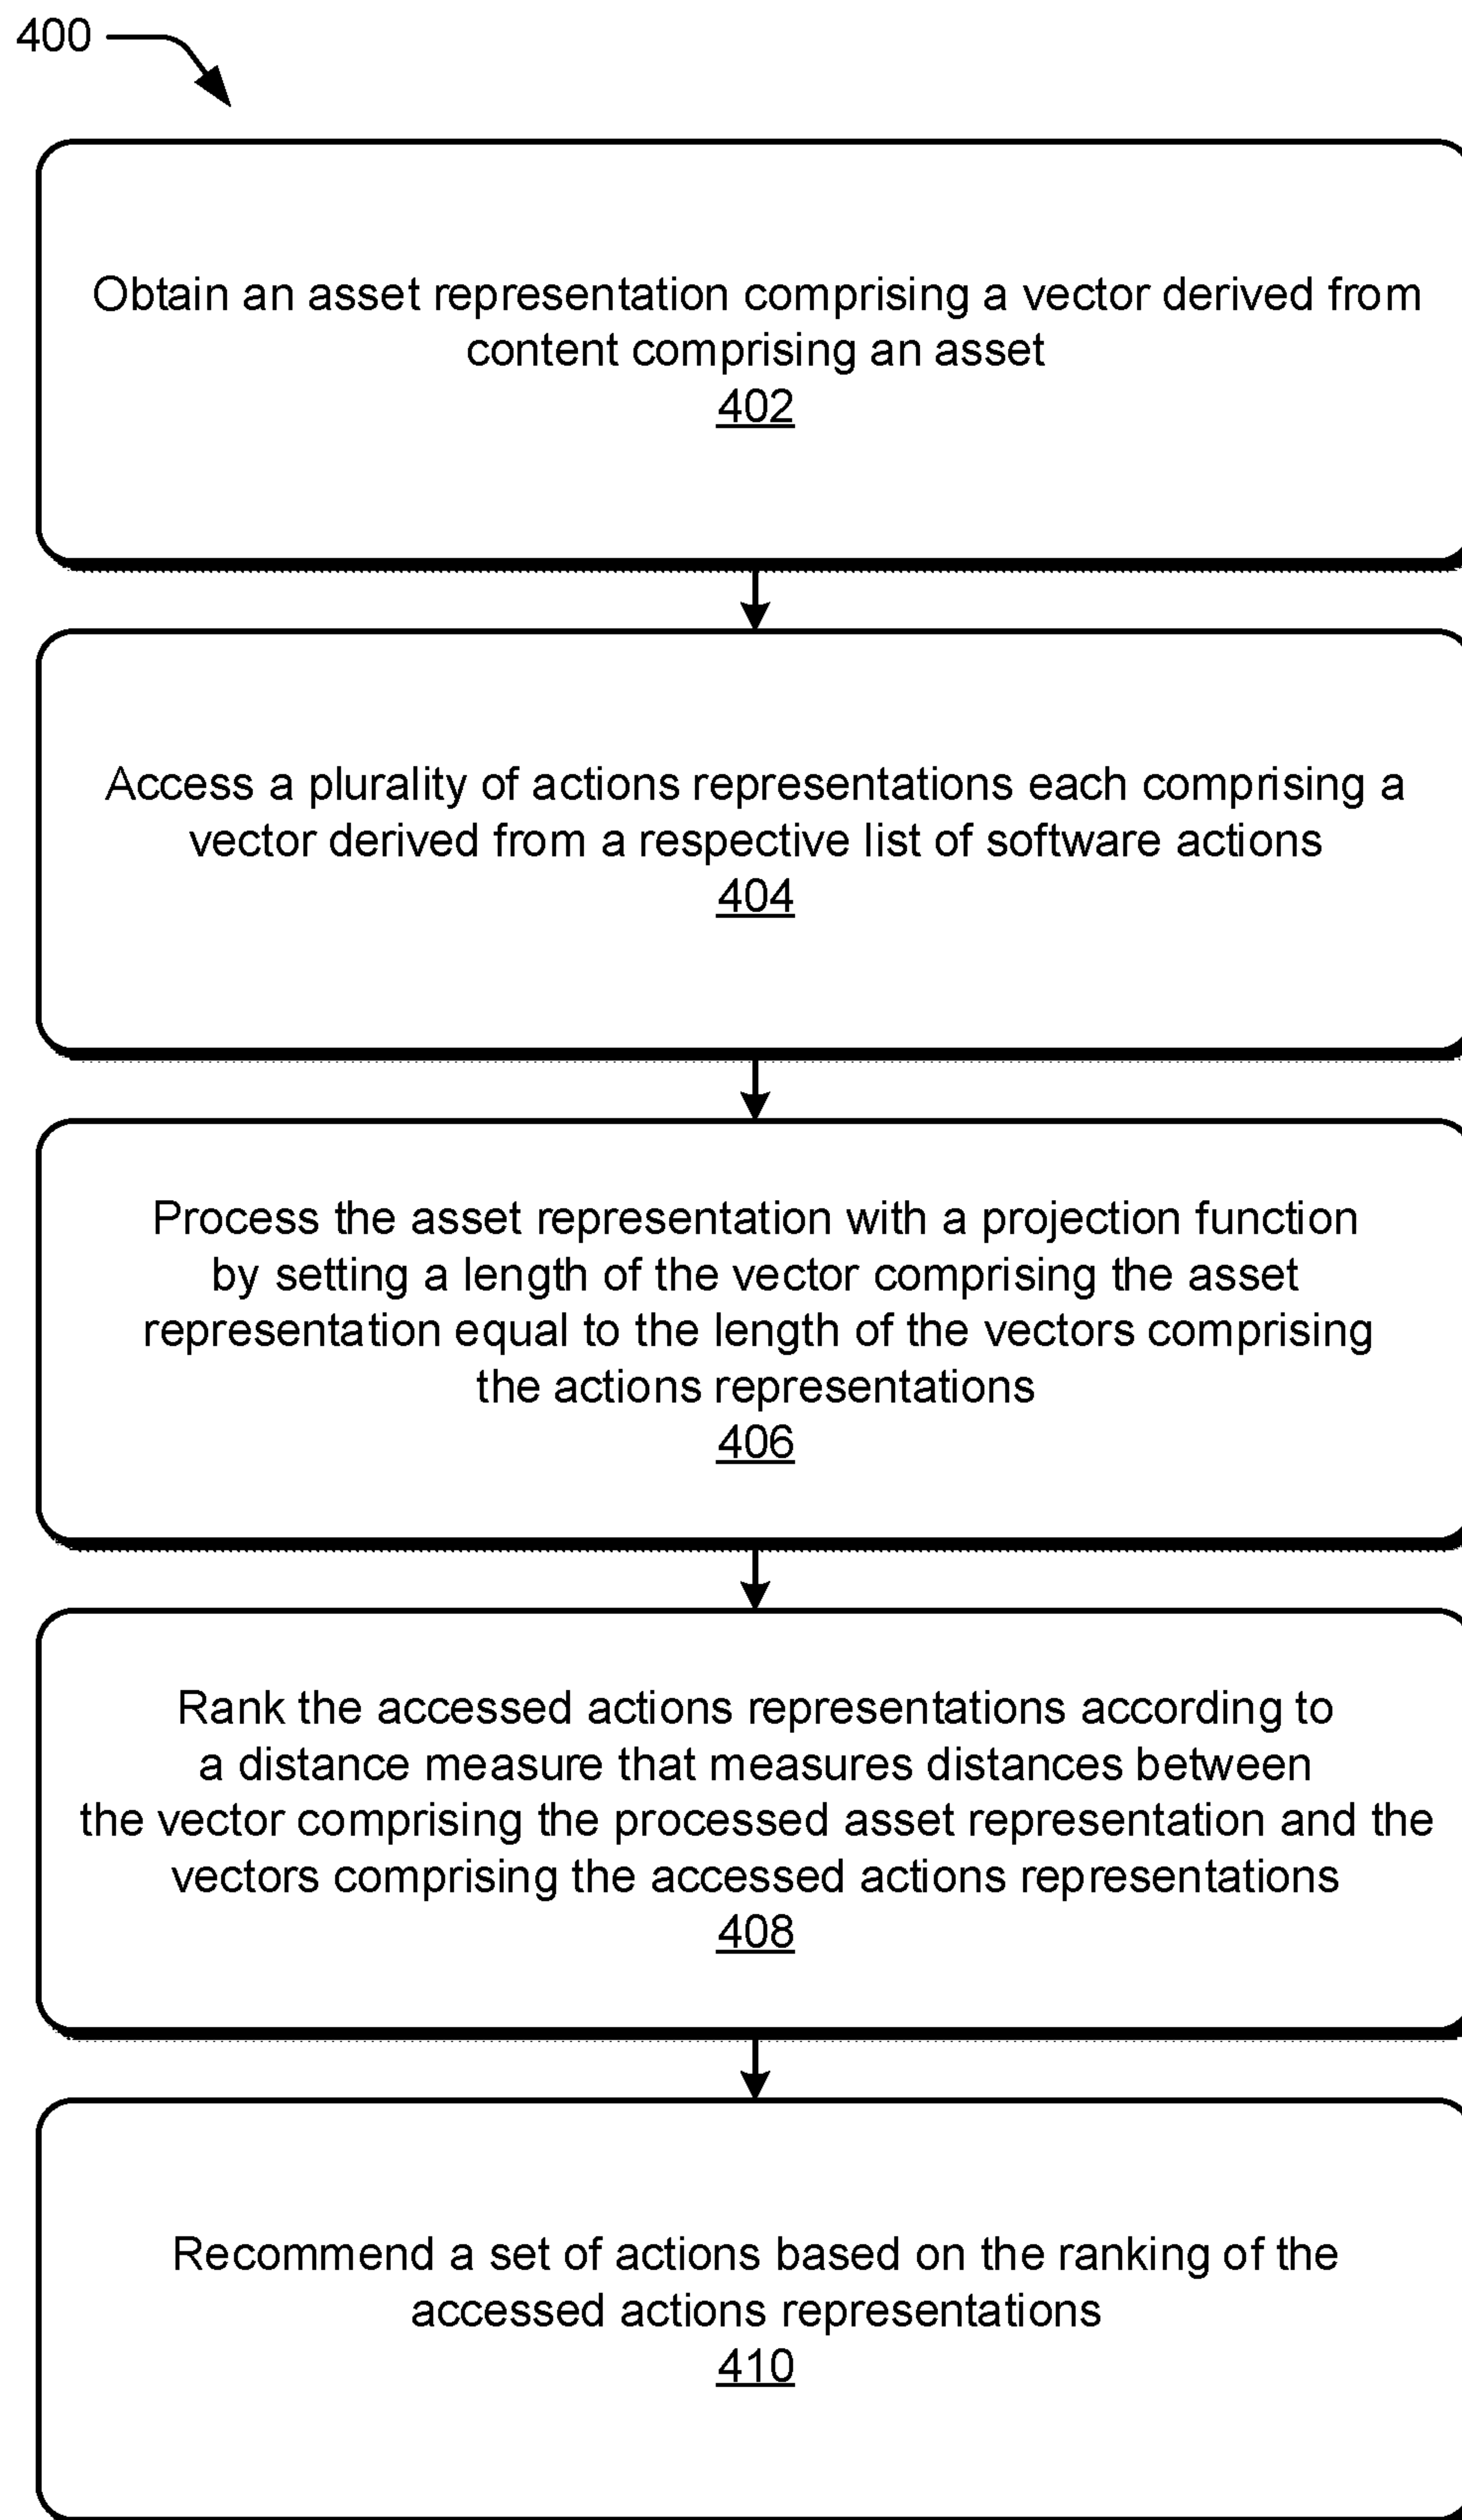 400
Obtain an asset representation comprising a vector derived from
content comprising an asset
402
Access a plurality of actions representations each comprising a
vector derived from a respective list of software actions
404
Process the asset representation with a projection function
by setting a length of the vector comprising the asset
representation equal to the length of the vectors comprising
the actions representations
406
Rank the accessed actions representations according to
a distance measure that measures distances between
the vector comprising the processed asset representation and the
vectors comprising the accessed actions representations
408
Recommend a set of actions based on the ranking of the
accessed actions representations
410